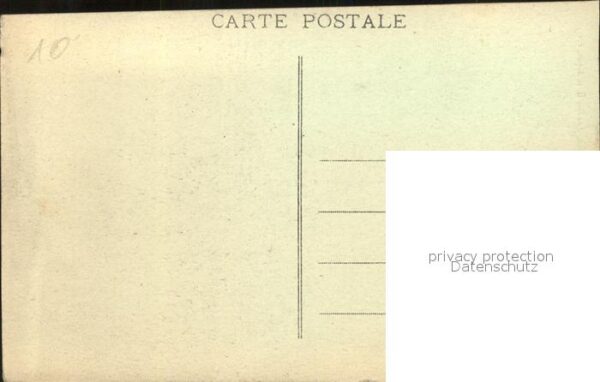 CARTE POSTALE
10
privacy protection
Datenschutz